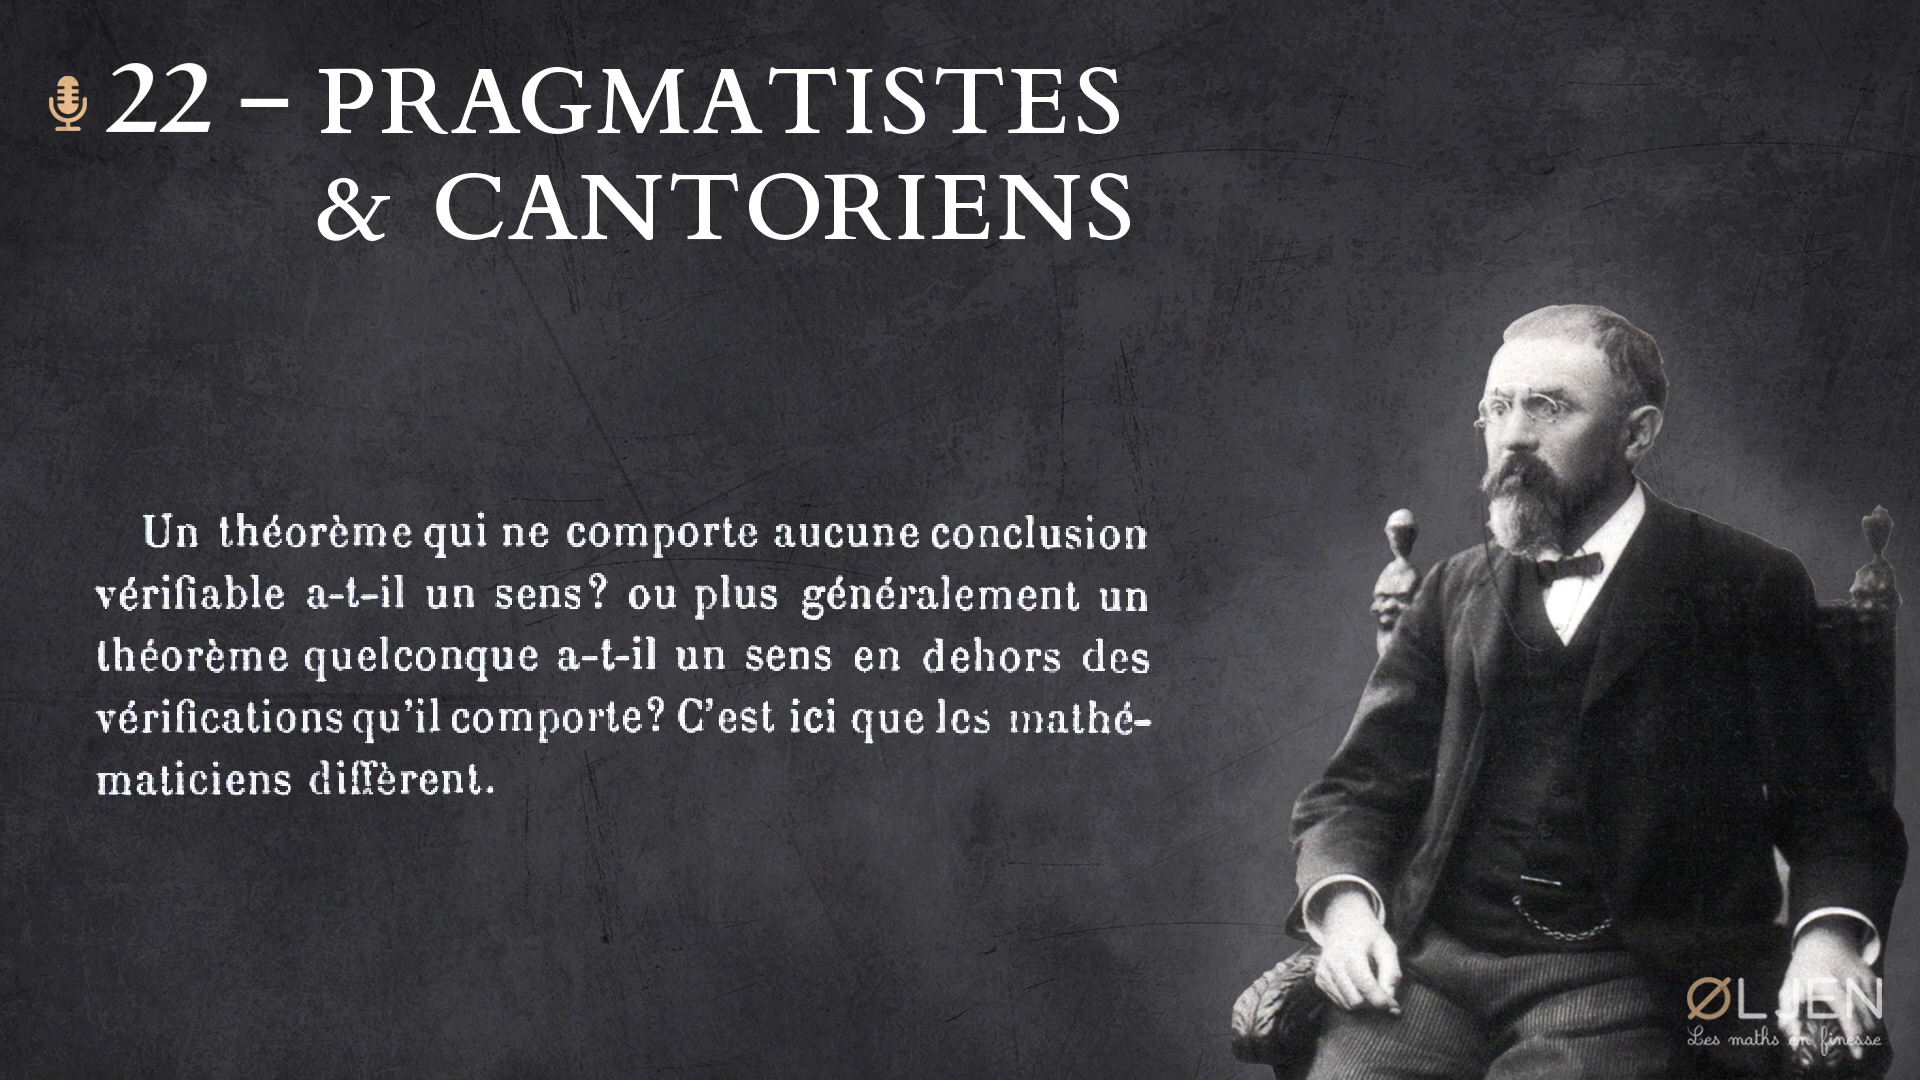 22 – PRAGMATISTES
& CANTORIENS
Un théorème qui ne comporte aucune conclusion
vérifiable a-t-il un sens? ou plus généralement un
théorème quelconque a-t-il un sens en dehors des
vérifications qu’il comporte? C’est ici que les mathé-
maticiens diffèrent.
ØLJEN
Les maths en finesse